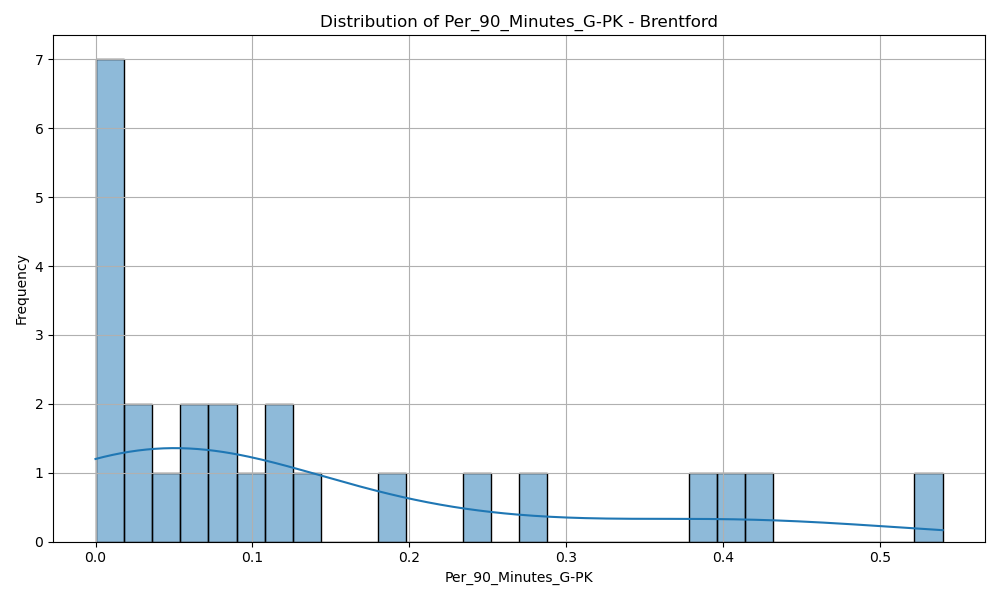 Distribution of Per_90_Minutes_G-PK - Brentford
7
6
5
4
3
2
1
0
Frequency
0.0 0.1 0.2 0.3 0.4 0.5
Per_90_Minutes_G-PK